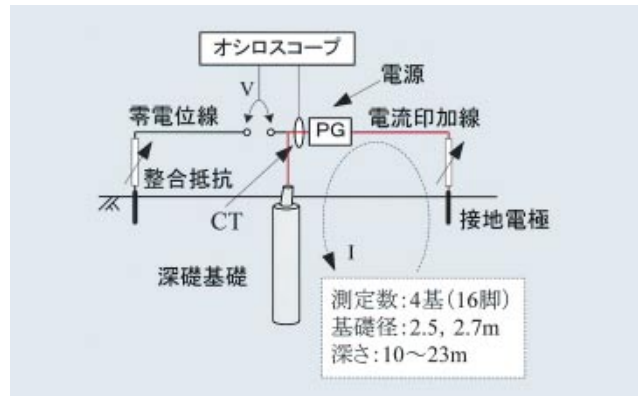 オシロスコープ
V
電源
零電位線
PG
電流印加線
整合抵抗
CT
接地電極
I
深礎基礎
測定数:4基(16脚)
基礎径:2.5, 2.7m
深さ:10~23m